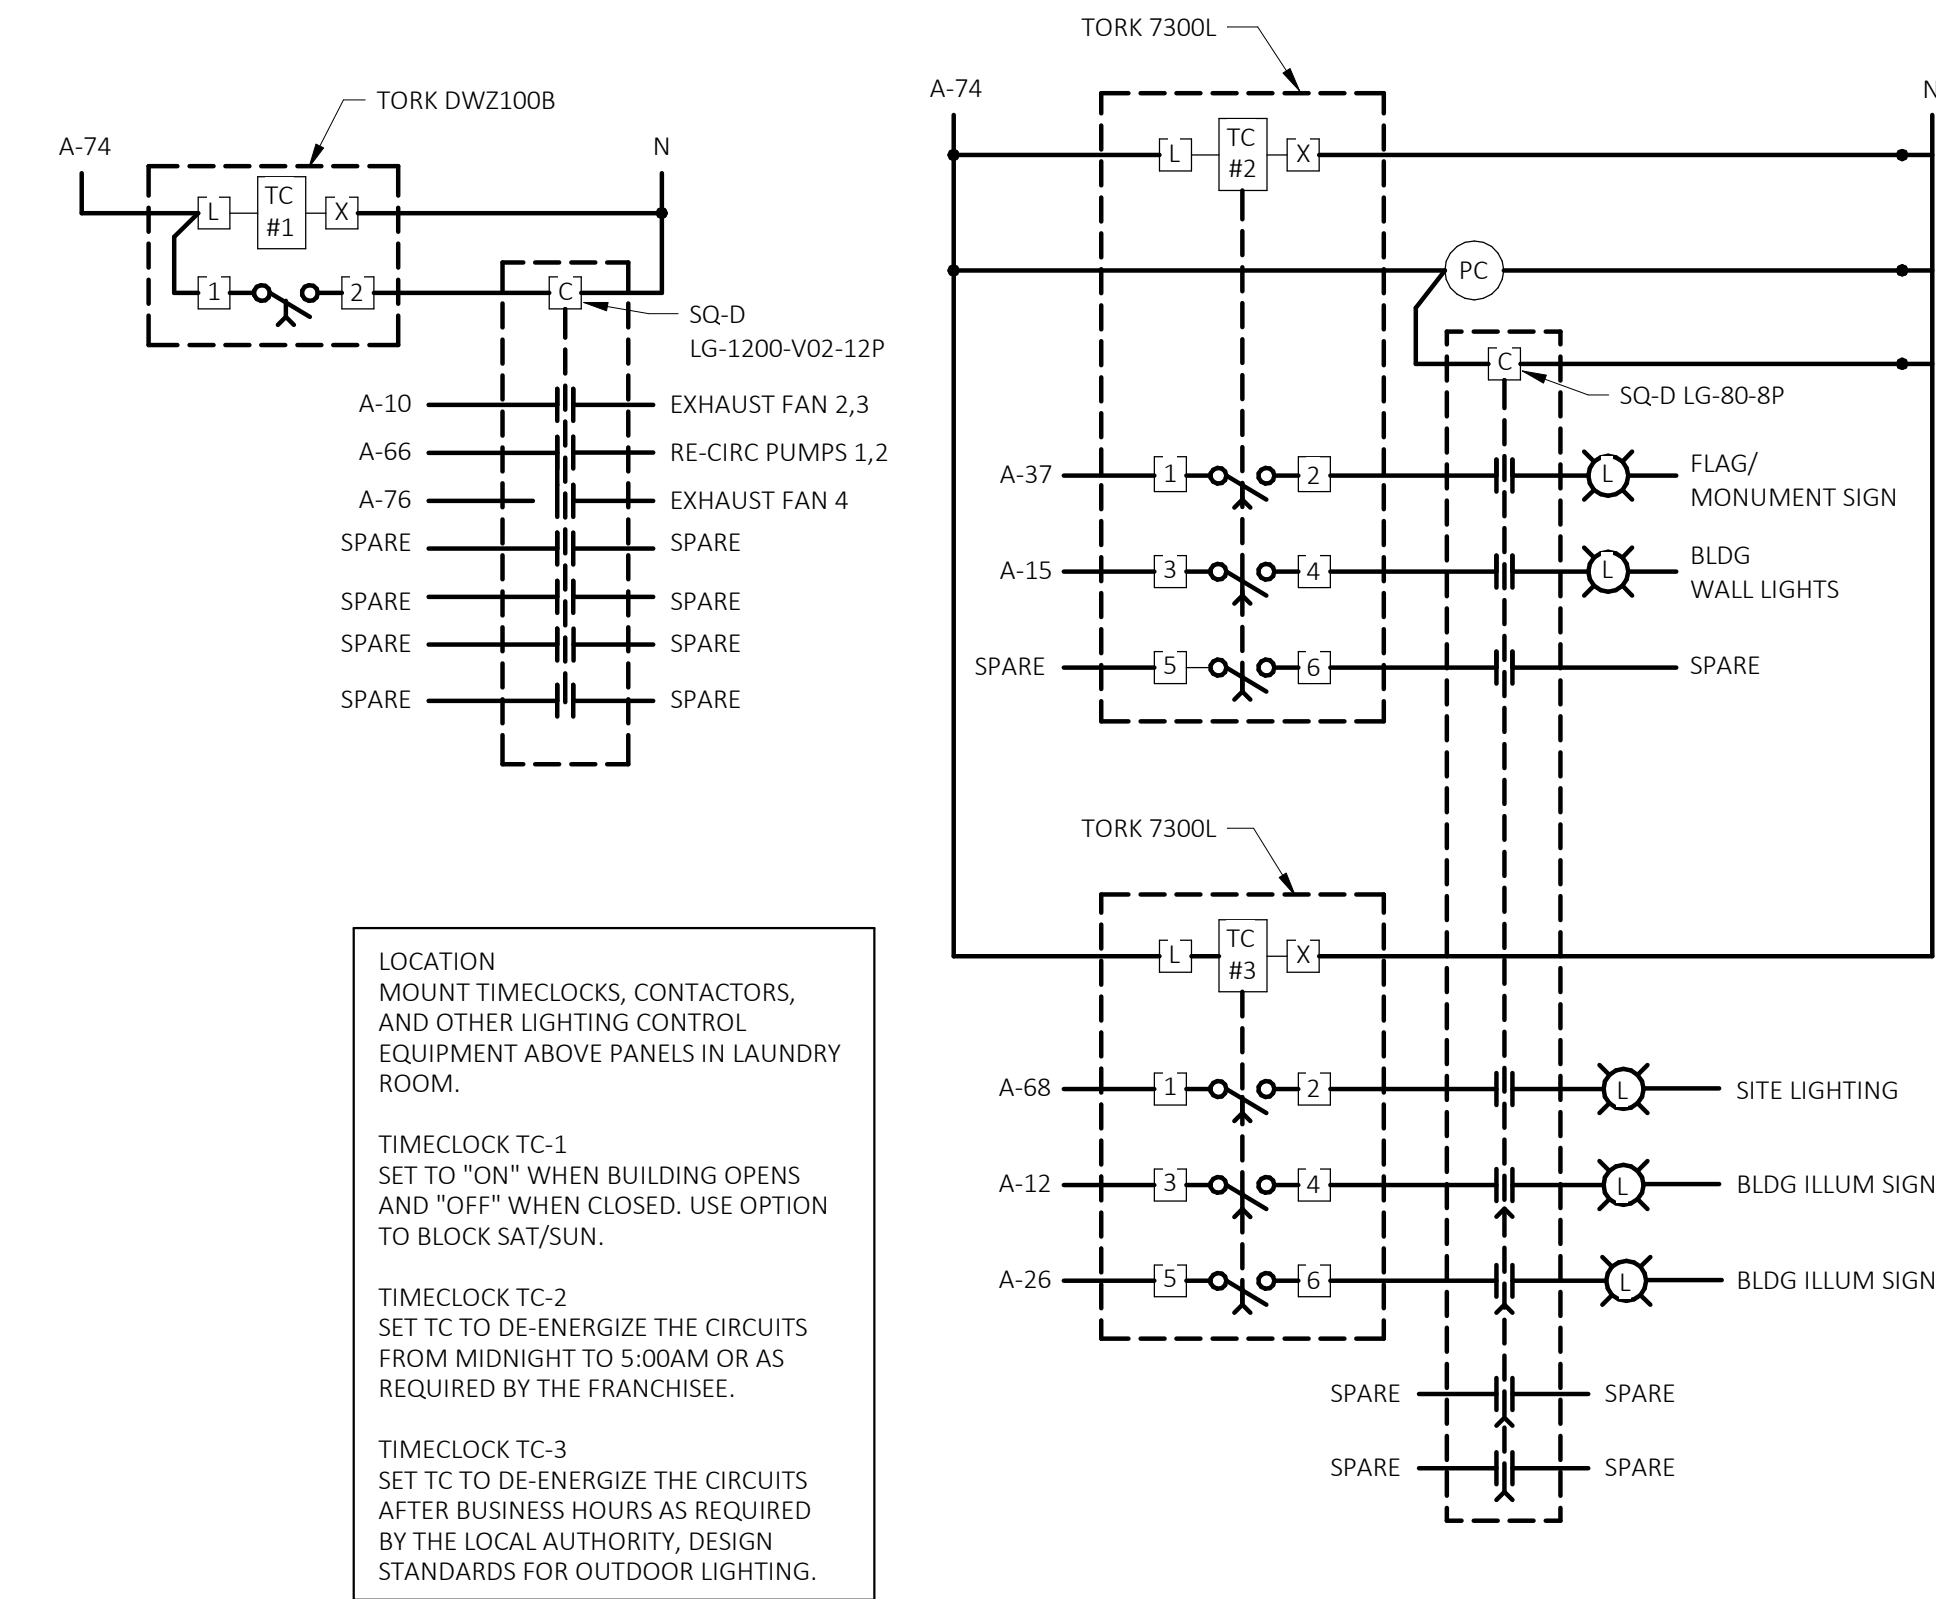 TORK DWZ100B
A-74
N
L
TC
#1
X
1
2
C
SQ-D
LG-1200-V02-12P
A-10
EXHAUST FAN 2,3
A-66
RE-CIRC PUMPS 1,2
A-76
EXHAUST FAN 4
SPARE
SPARE
SPARE
SPARE
SPARE
SPARE
SPARE
SPARE
LOCATION
MOUNT TIMECLOCKS, CONTACTORS,
AND OTHER LIGHTING CONTROL
EQUIPMENT ABOVE PANELS IN LAUNDRY
ROOM.
TIMECLOCK TC-1
SET TO "ON" WHEN BUILDING OPENS
AND "OFF" WHEN CLOSED. USE OPTION
TO BLOCK SAT/SUN.
TIMECLOCK TC-2
SET TC TO DE-ENERGIZE THE CIRCUITS
FROM MIDNIGHT TO 5:00AM OR AS
REQUIRED BY THE FRANCHISEE.
TIMECLOCK TC-3
SET TC TO DE-ENERGIZE THE CIRCUITS
AFTER BUSINESS HOURS AS REQUIRED
BY THE LOCAL AUTHORITY, DESIGN
STANDARDS FOR OUTDOOR LIGHTING.
TORK 7300L
A-74
N
L
TC
#2
X
PC
C
SQ-D LG-80-8P
A-37
1
2
L
FLAG/
MONUMENT SIGN
A-15
3
4
L
BLDG
WALL LIGHTS
SPARE
5
6
SPARE
TORK 7300L
L
TC
#3
X
A-68
1
2
L
SITE LIGHTING
A-12
3
4
L
BLDG ILLUM SIGN
A-26
5
6
L
BLDG ILLUM SIGN
SPARE
SPARE
SPARE
SPARE